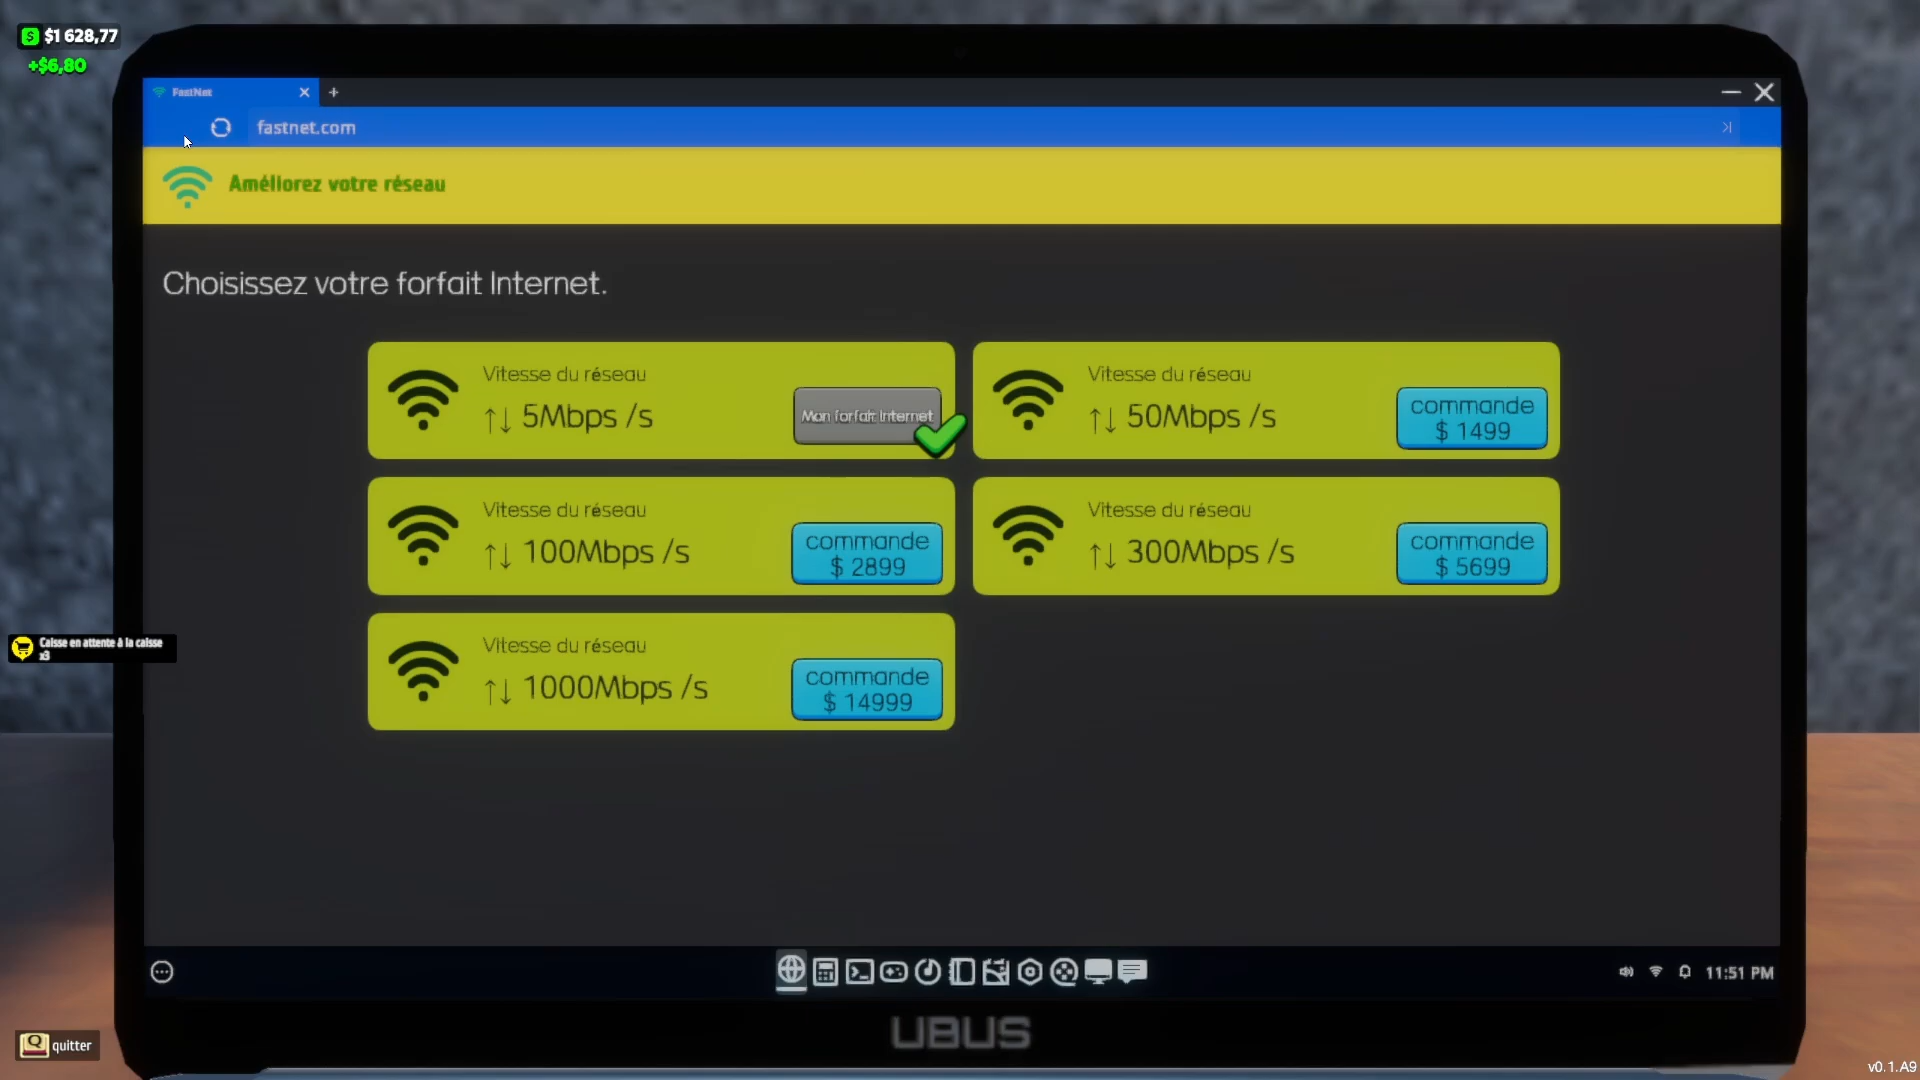 $1 628,77
+$6,80
FastNet
fastnet.com
Améliorez votre réseau
Choisissez votre forfait Internet.
Vitesse du réseau
↑↓ 5Mbps /s
Mon forfait Internet
Vitesse du réseau
↑↓ 50Mbps /s
commande
$ 1499
Vitesse du réseau
↑↓ 100Mbps /s
commande
$ 2899
Vitesse du réseau
↑↓ 300Mbps /s
commande
$ 5699
Vitesse du réseau
↑↓ 1000Mbps /s
commande
$ 14999
Caisse en attente à la caisse
x3
11:51 PM
UBUS
Q quitter
v0.1.A9